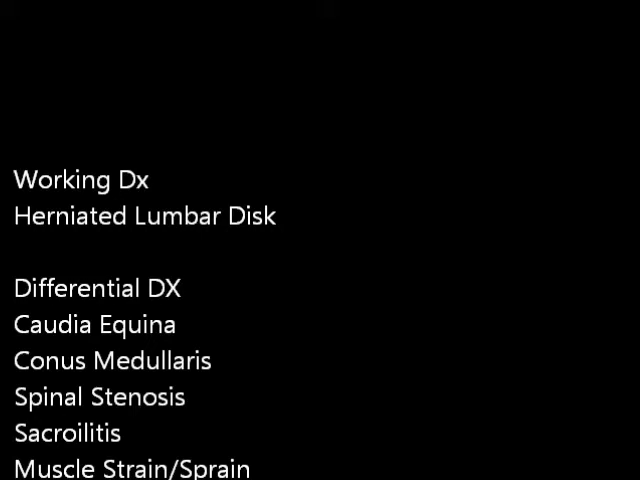 Working Dx
Herniated Lumbar Disk
Differential DX
Caudia Equina
Conus Medullaris
Spinal Stenosis
Sacroilitis
Muscle Strain/Sprain